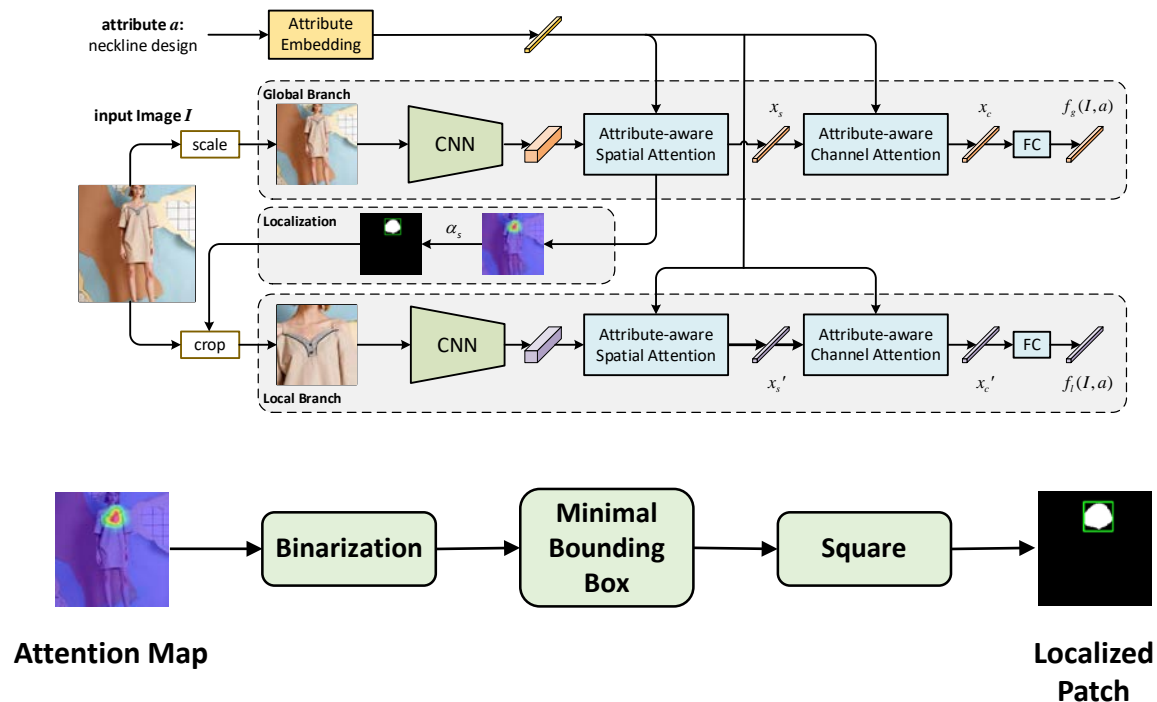 attribute a:
neckline design
Attribute
Embedding
Global Branch
input Image I
scale
CNN
Attribute-aware
Spatial Attention
x_s
Attribute-aware
Channel Attention
x_c
FC
f_g(I,a)
Localization
α_s
crop
CNN
Attribute-aware
Spatial Attention
x_s'
Attribute-aware
Channel Attention
x_c'
FC
f_l(I,a)
Local Branch
Binarization
Minimal
Bounding
Box
Square
Attention Map
Localized
Patch